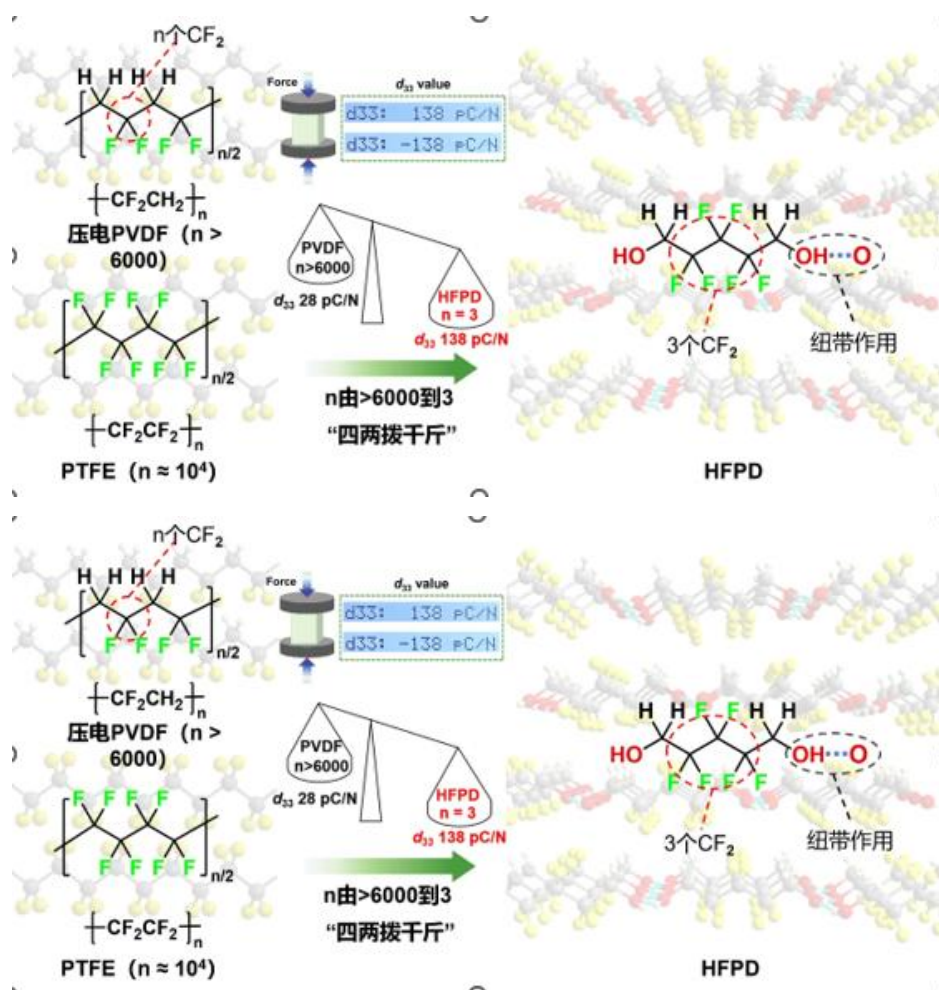 n个CF2
H H H H
F F F F
n/2
Force
d33 value
d33: 138 pC/N
d33: -138 pC/N
[CF2CH2]n
压电PVDF（n >
6000）
PVDF
n>6000
d33 28 pC/N
HFPD
n = 3
d33 138 pC/N
F F F F
F F F F
n/2
[CF2CF2]n
PTFE（n ≈ 10⁴）
n由>6000到3
“四两拨千斤”
H H F F H H
HO OH O
F F F F
3个CF2
纽带作用
HFPD
n个CF2
H H H H
F F F F
n/2
Force
d33 value
d33: 138 pC/N
d33: -138 pC/N
[CF2CH2]n
压电PVDF（n >
6000）
PVDF
n>6000
d33 28 pC/N
HFPD
n = 3
d33 138 pC/N
F F F F
F F F F
n/2
[CF2CF2]n
PTFE（n ≈ 10⁴）
n由>6000到3
“四两拨千斤”
H H F F H H
HO OH O
F F F F
3个CF2
纽带作用
HFPD